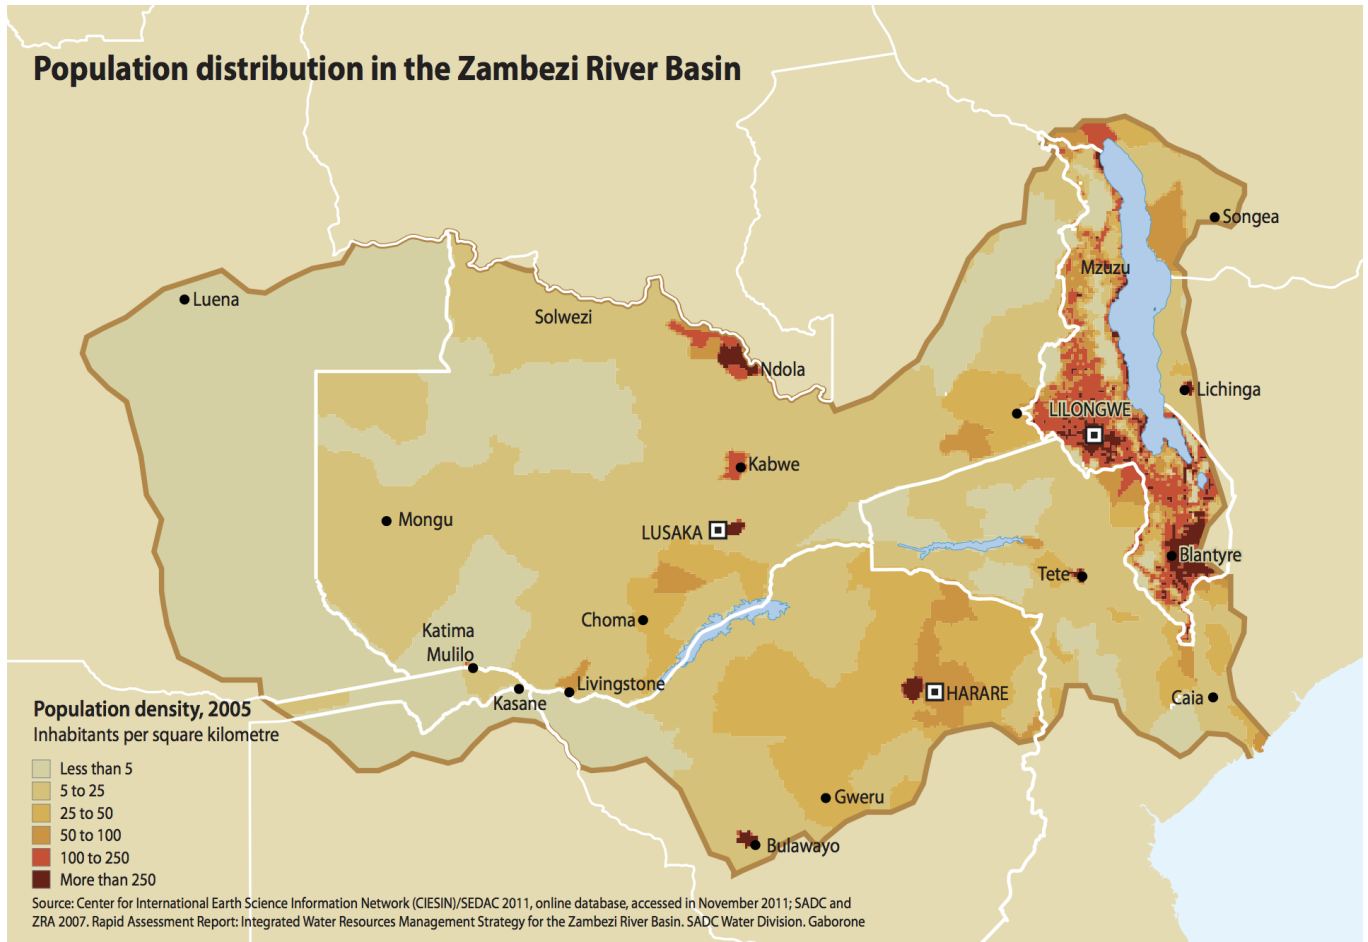 Population distribution in the Zambezi River Basin
Songea
Mzuzu
Luena
Solwezi
Ndola
Lichinga
LILONGWE
Kabwe
Mongu
LUSAKA
Blantyre
Tete
Choma
Katima
Mulilo
Livingstone
Kasane
HARARE
Caia
Gweru
Bulawayo
Population density, 2005
Inhabitants per square kilometre
Less than 5
5 to 25
25 to 50
50 to 100
100 to 250
More than 250
Source: Center for International Earth Science Information Network (CIESIN)/SEDAC 2011, online database, accessed in November 2011; SADC and
ZRA 2007. Rapid Assessment Report: Integrated Water Resources Management Strategy for the Zambezi River Basin. SADC Water Division. Gaborone